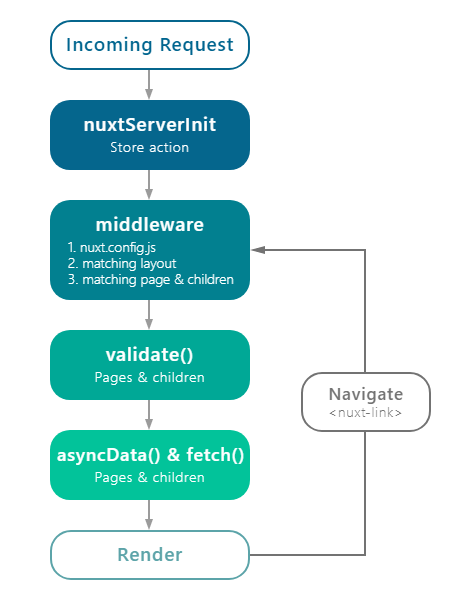 Incoming Request
nuxtServerInit
Store action
middleware
1. nuxt.config.js
2. matching layout
3. matching page & children
validate()
Pages & children
Navigate
<nuxt-link>
asyncData() & fetch()
Pages & children
Render